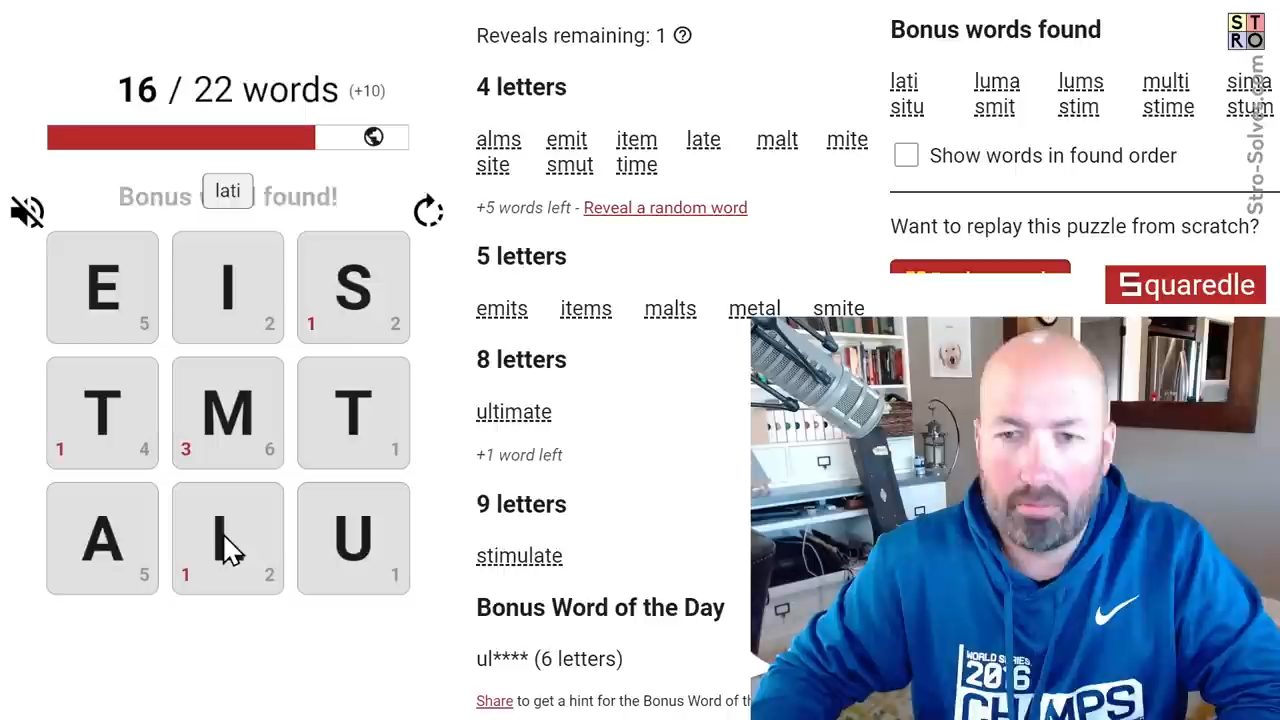 16 / 22 words (+10)
Bonus found!
lati
E 5
I 2
S 1 2
T 1 4
M 3 6
T 1
A 5
1 2
U 1
Reveals remaining: 1
4 letters
alms emit item late malt mite
site smut time
+5 words left - Reveal a random word
5 letters
emits items malts metal smite
8 letters
ultimate
+1 word left
9 letters
stimulate
Bonus Word of the Day
ul**** (6 letters)
Share to get a hint for the Bonus Word of
Bonus words found
lati luma lums multi sima
situ smit stim stime stum
Show words in found order
Want to replay this puzzle from scratch?
Squaredle
S T
R O
Stro-Solves.com
WORLD SERIES
2016
CHAMPS